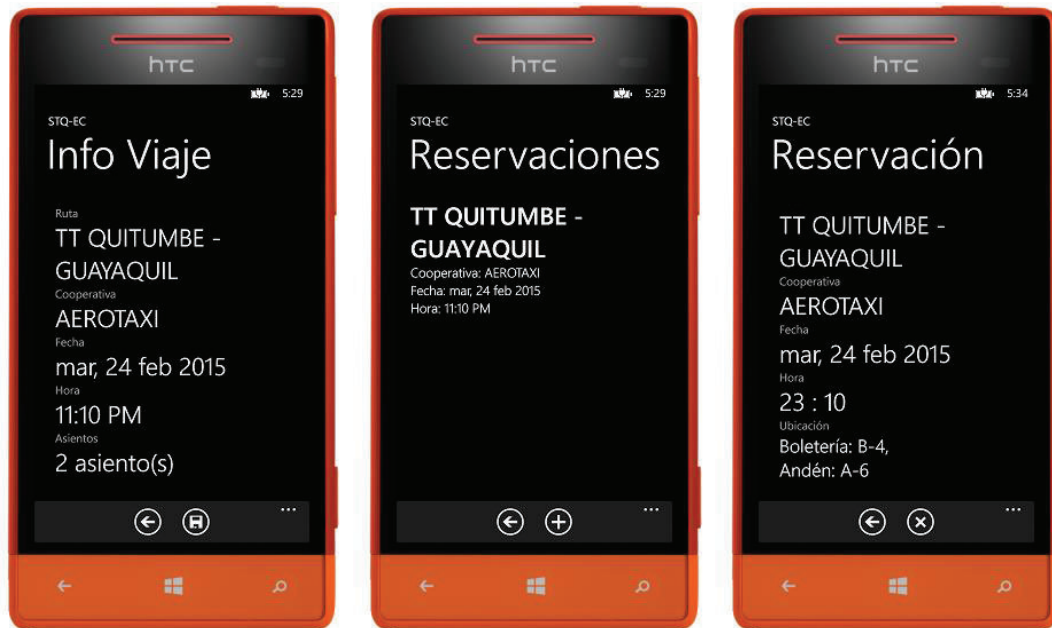 hTC
5:29
STQ-EC
Info Viaje
Ruta
TT QUITUMBE -
GUAYAQUIL
Cooperativa
AEROTAXI
Fecha
mar, 24 feb 2015
Hora
11:10 PM
Asientos
2 asiento(s)
...
hTC
5:29
STQ-EC
Reservaciones
TT QUITUMBE -
GUAYAQUIL
Cooperativa: AEROTAXI
Fecha: mar, 24 feb 2015
Hora: 11:10 PM
...
hTC
5:34
STQ-EC
Reservación
TT QUITUMBE -
GUAYAQUIL
Cooperativa
AEROTAXI
Fecha
mar, 24 feb 2015
Hora
23 : 10
Ubicación
Boletería: B-4,
Andén: A-6
...